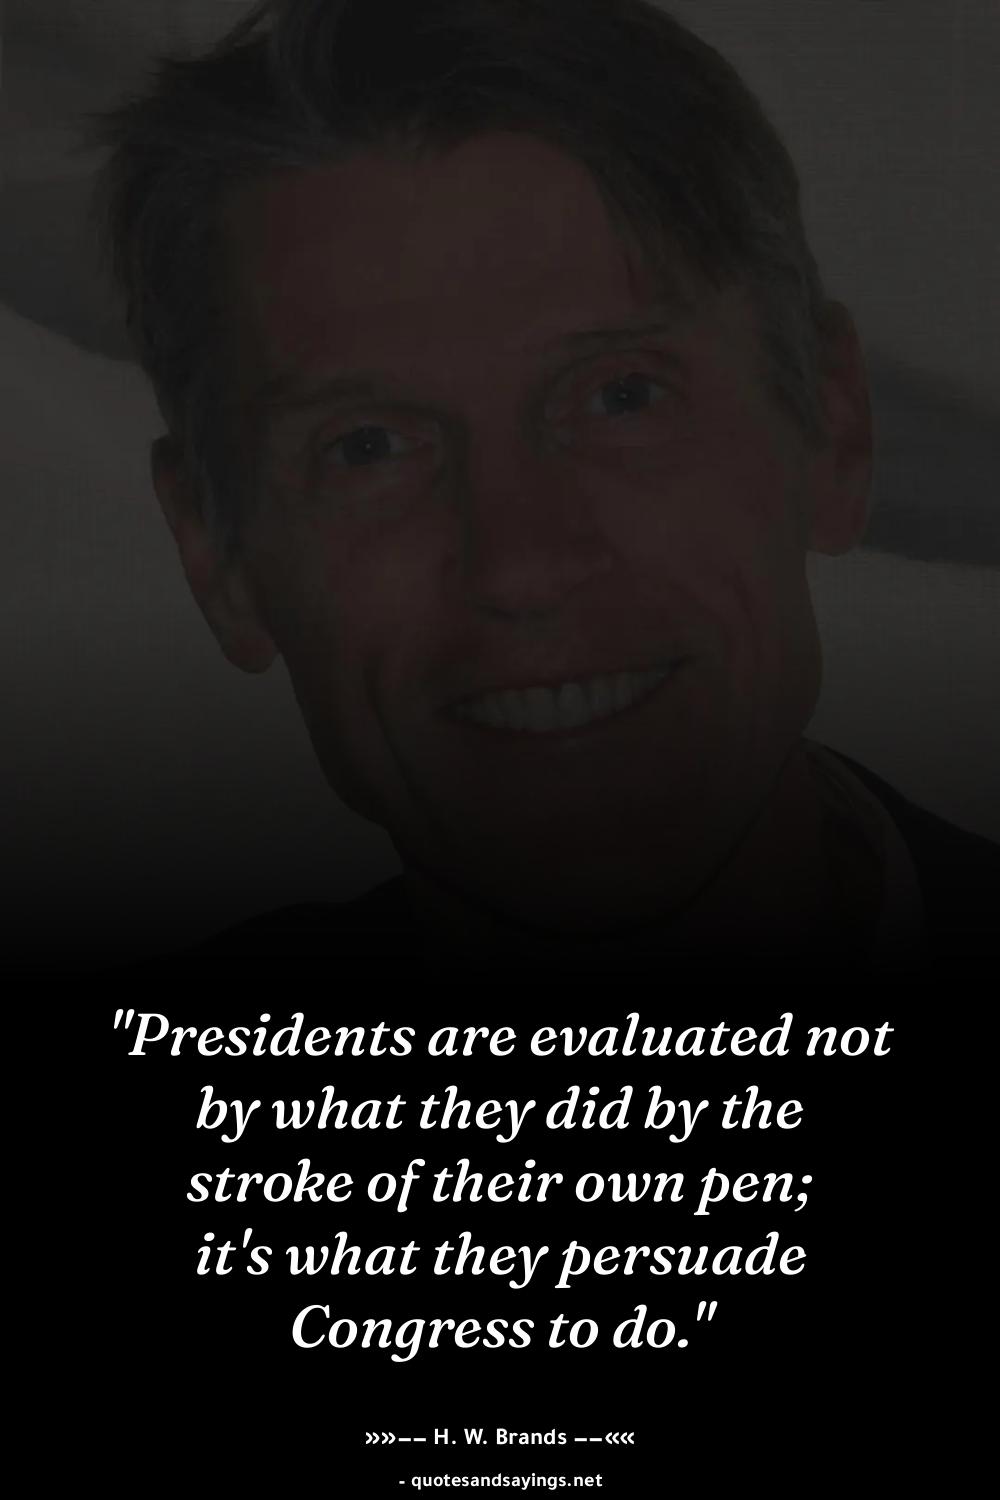 "Presidents are evaluated not
by what they did by the
stroke of their own pen;
it's what they persuade
Congress to do."
»»−− H. W. Brands −−««
- quotesandsayings.net